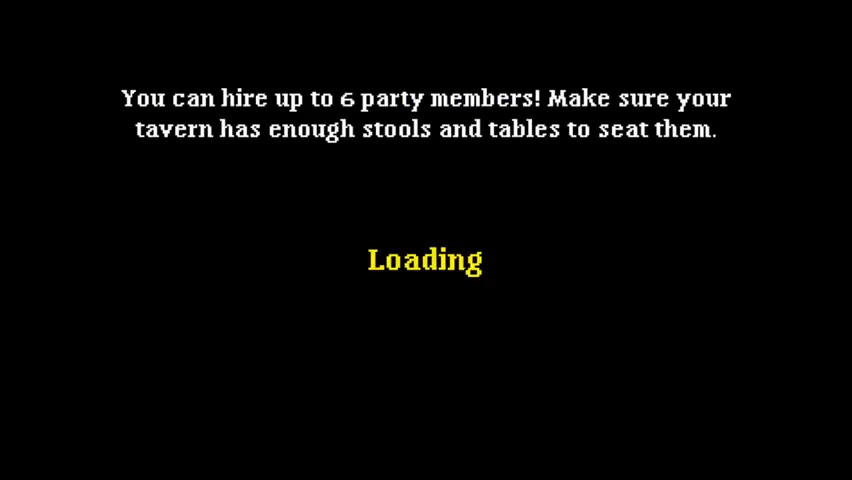 You can hire up to 6 party members! Make sure your
tavern has enough stools and tables to seat them.
Loading